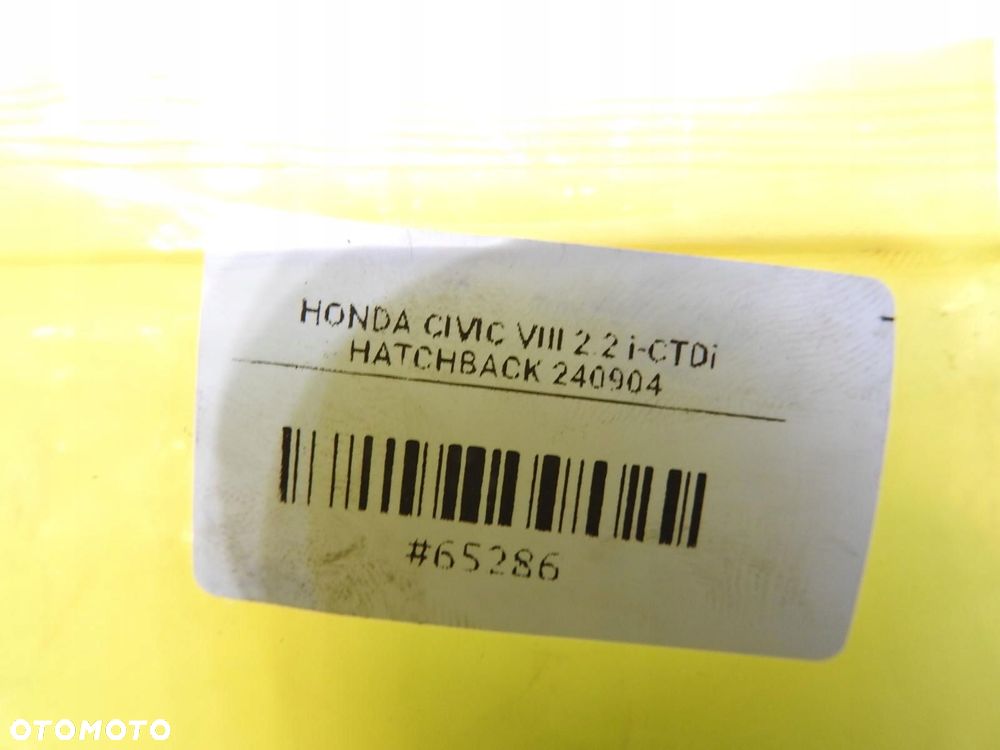 HONDA CIVIC VIII 2.2 i-CTDi
HATCHBACK 240904
#65286
OTOMOTO